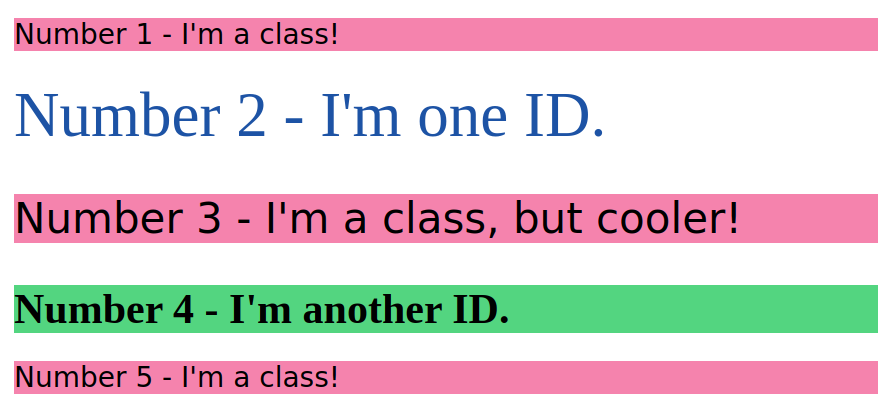 Number 1 - I'm a class!
Number 2 - I'm one ID.
Number 3 - I'm a class, but cooler!
Number 4 - I'm another ID.
Number 5 - I'm a class!